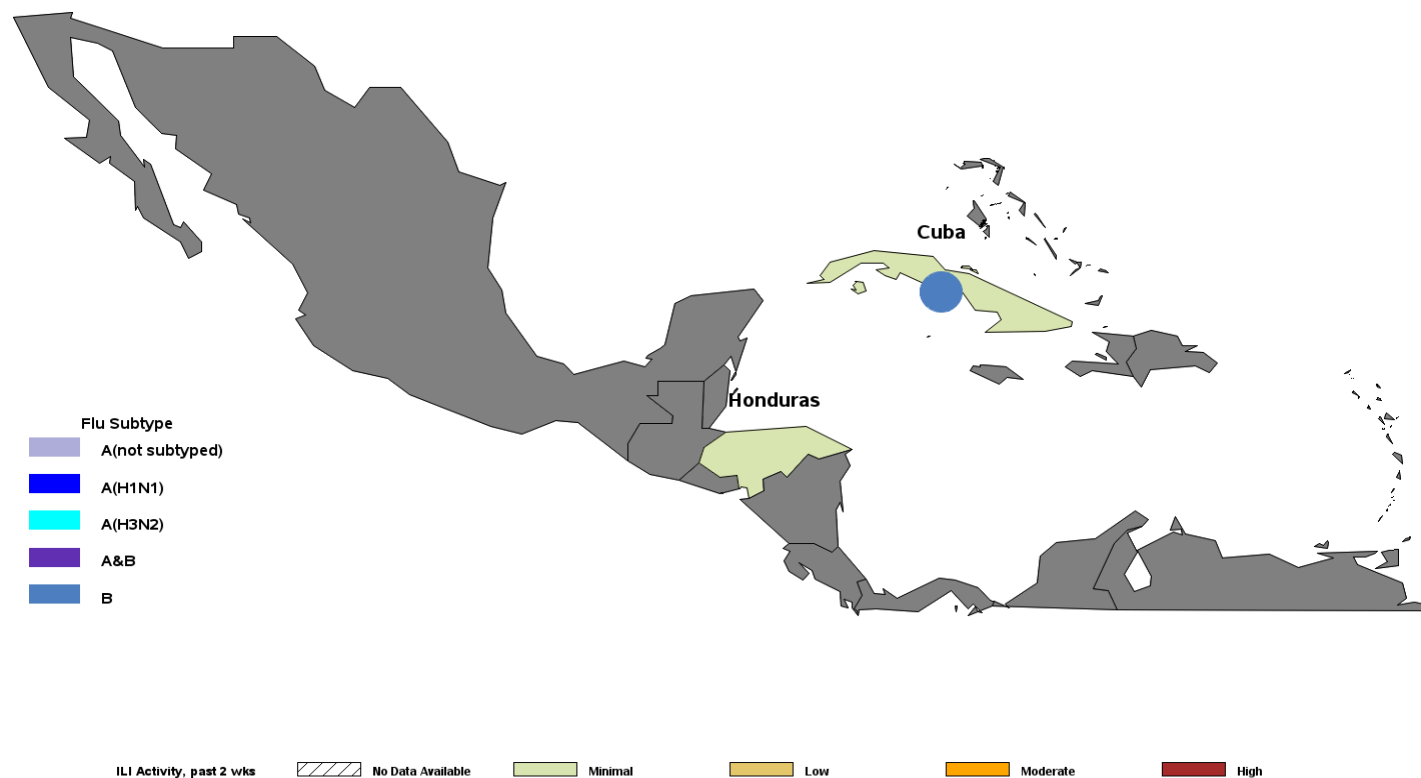 Cuba
Honduras
Flu Subtype
A(not subtyped)
A(H1N1)
A(H3N2)
A&B
B
ILI Activity, past 2 wks No Data Available Minimal Low Moderate High